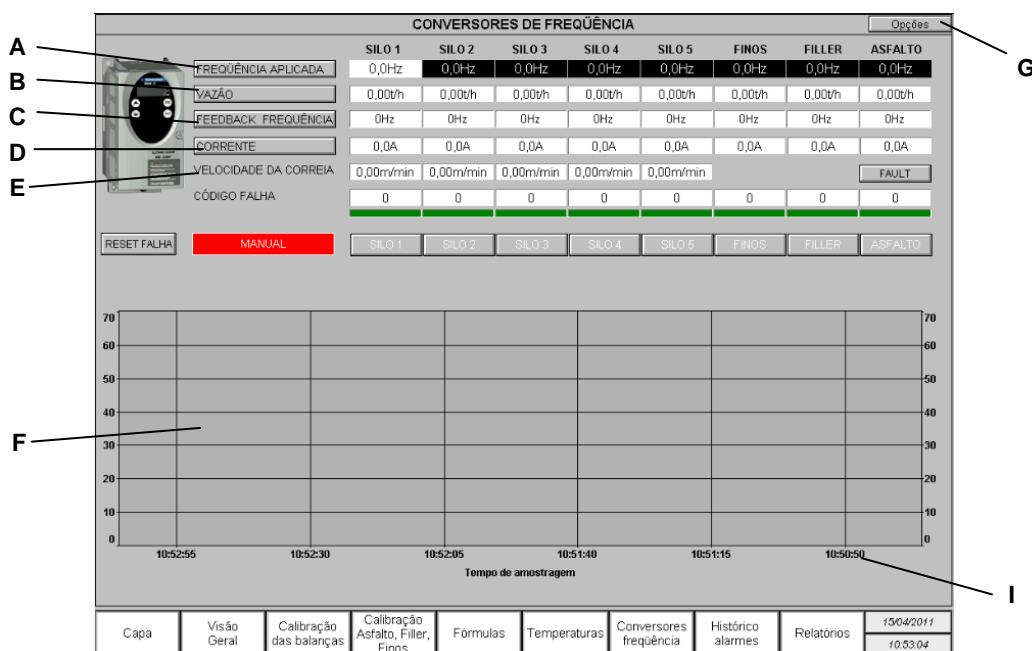 CONVERSORES DE FREQÜÊNCIA
Opções
A
SILO 1 SILO 2 SILO 3 SILO 4 SILO 5 FINOS FILLER ASFALTO
G
FREQÜÊNCIA APLICADA 0,0Hz 0,0Hz 0,0Hz 0,0Hz 0,0Hz 0,0Hz 0,0Hz 0,0Hz
B
VAZÃO 0,00t/h 0,00t/h 0,00t/h 0,00t/h 0,00t/h 0,00t/h 0,00t/h 0,00t/h
C
FEEDBACK FREQUÊNCIA 0Hz 0Hz 0Hz 0Hz 0Hz 0Hz 0Hz 0Hz
D
CORRENTE 0,0A 0,0A 0,0A 0,0A 0,0A 0,0A 0,0A 0,0A
E
VELOCIDADE DA CORREIA 0,00m/min 0,00m/min 0,00m/min 0,00m/min 0,00m/min FAULT
CÓDIGO FALHA 0 0 0 0 0 0 0 0
RESET FALHA MANUAL SILO 1 SILO 2 SILO 3 SILO 4 SILO 5 FINOS FILLER ASFALTO
70 70
60 60
50 50
40 40
F
30 30
20 20
10 10
0 0
10:52:55 10:52:30 10:52:05 10:51:40 10:51:15 10:50:50
Tempo de amostragem
I
Capa
Visão
Geral
Calibração
das balanças
Calibração
Asfalto, Filler,
Finos
Fórmulas
Temperaturas
Conversores
freqüência
Histórico
alarmes
Relatórios
15/04/2011
10:53:04